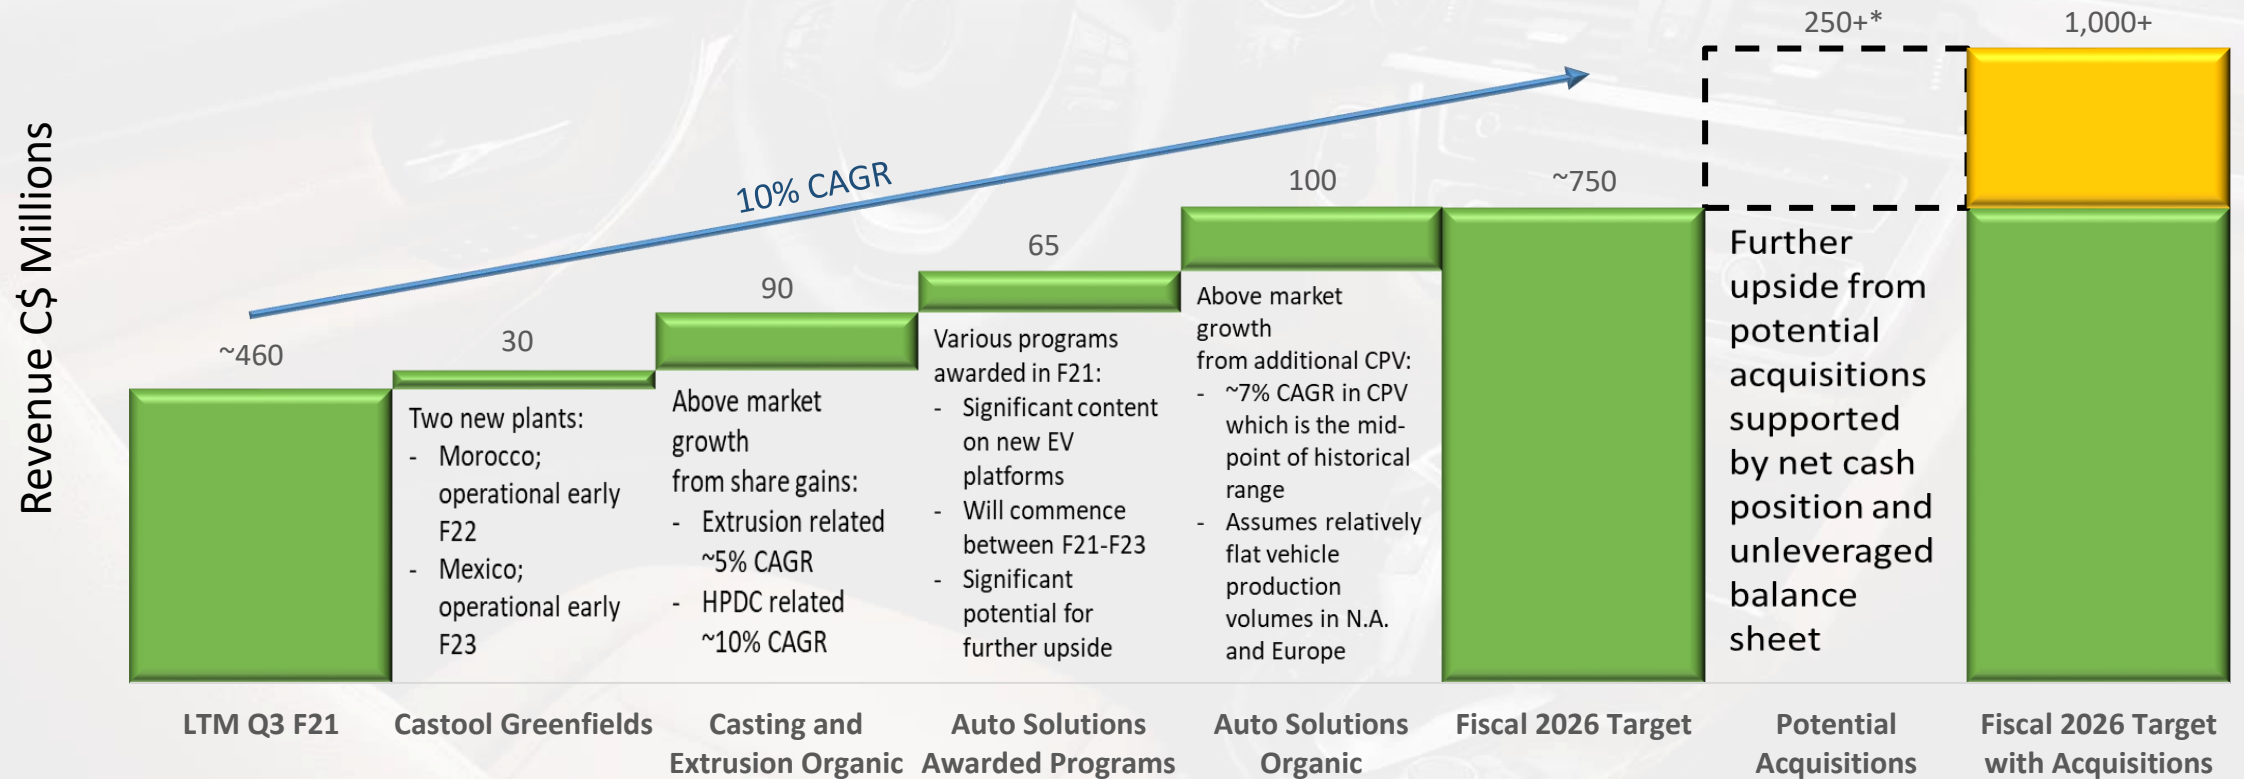 Revenue C$ Millions
10% CAGR
~460
30
90
65
100
~750
250+*
1,000+
Two new plants:
- Morocco;
operational early
F22
- Mexico;
operational early
F23
Above market
growth
from share gains:
- Extrusion related
~5% CAGR
- HPDC related
~10% CAGR
Various programs
awarded in F21:
- Significant content
on new EV
platforms
- Will commence
between F21-F23
- Significant
potential for
further upside
Above market
growth
from additional CPV:
- ~7% CAGR in CPV
which is the mid-
point of historical
range
- Assumes relatively
flat vehicle
production
volumes in N.A.
and Europe
Further
upside from
potential
acquisitions
supported
by net cash
position and
unleveraged
balance
sheet
LTM Q3 F21
Castool Greenfields
Casting and
Extrusion Organic
Auto Solutions
Awarded Programs
Auto Solutions
Organic
Fiscal 2026 Target
Potential
Acquisitions
Fiscal 2026 Target
with Acquisitions